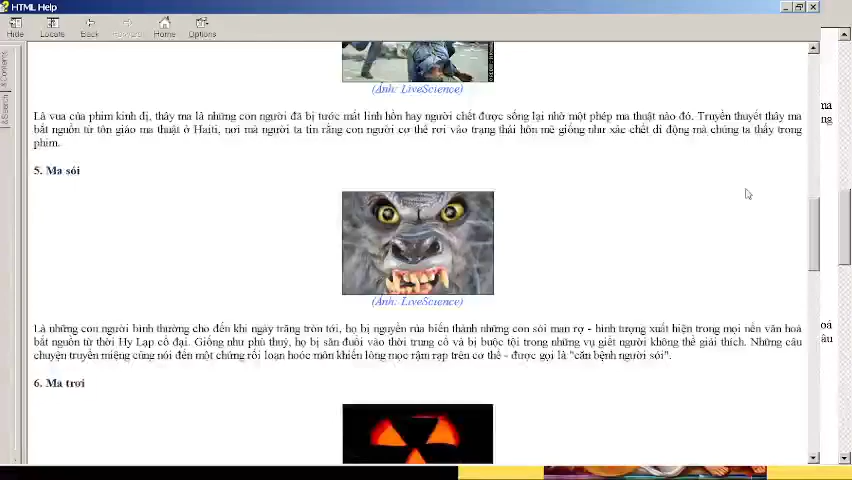 HTML Help
Hide Locate Back Forward Home Options
Contents
Search
(Ảnh: LiveScience)
Là vua của phim kinh dị, thây ma là những con người đã bị tước mất linh hồn hay người chết được sống lại nhờ một phép ma thuật nào đó. Truyền thuyết thây ma
bắt nguồn từ tôn giáo ma thuật ở Haiti, nơi mà người ta tin rằng con người có thể rơi vào trạng thái hôn mê giống như xác chết di động mà chúng ta thấy trong
phim.
5. Ma sói
(Ảnh: LiveScience)
Là những con người bình thường cho đến khi ngày trăng tròn tới, họ bị nguyền rủa biến thành những con sói man rợ - hình tượng xuất hiện trong mọi nền văn hoá
bắt nguồn từ thời Hy Lạp cổ đại. Giống như phù thuỷ, họ bị săn đuổi vào thời trung cổ và bị buộc tội trong những vụ giết người không thể giải thích. Những câu
chuyện truyền miệng cũng nói đến một chứng rối loạn hoóc môn khiến lông mọc rậm rạp trên cơ thể - được gọi là "căn bệnh người sói".
6. Ma trơi
ma